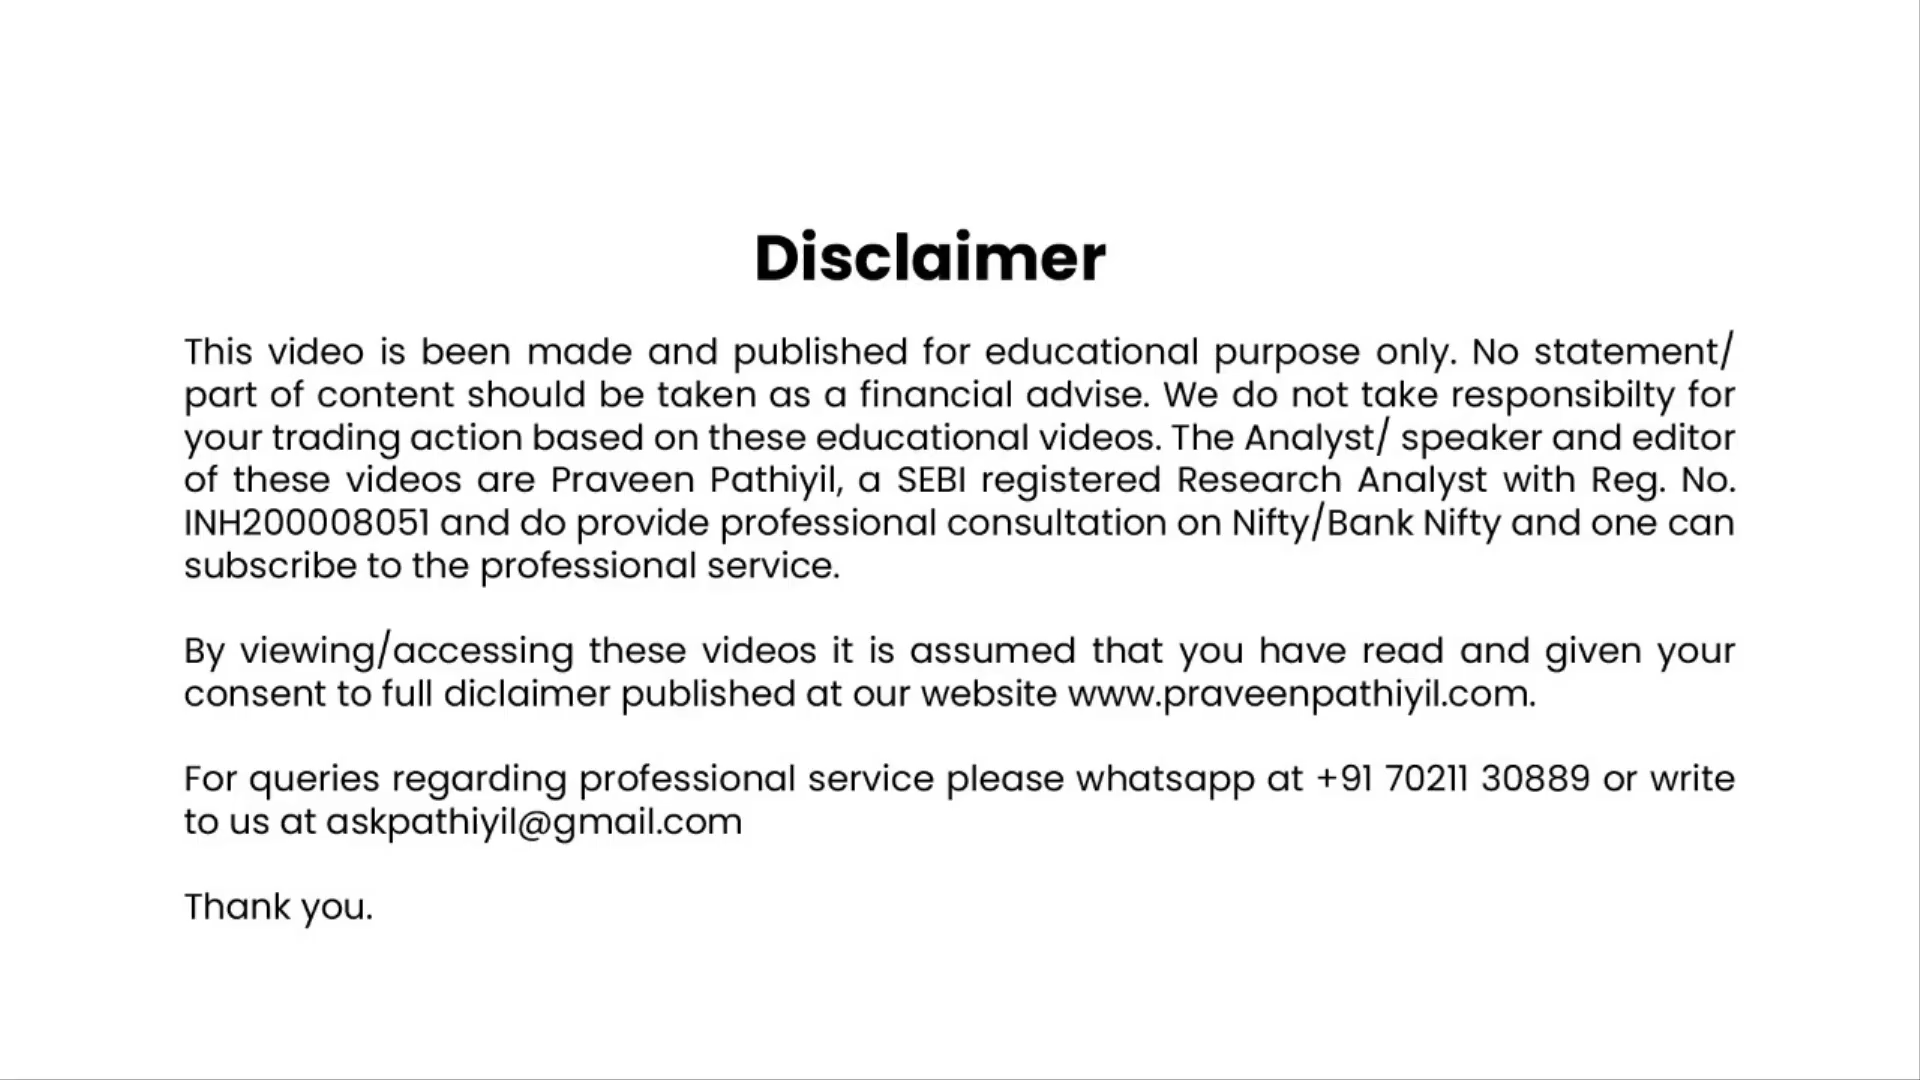 Disclaimer
This video is been made and published for educational purpose only. No statement/
part of content should be taken as a financial advise. We do not take responsibilty for
your trading action based on these educational videos. The Analyst/ speaker and editor
of these videos are Praveen Pathiyil, a SEBI registered Research Analyst with Reg. No.
INH200008051 and do provide professional consultation on Nifty/Bank Nifty and one can
subscribe to the professional service.
By viewing/accessing these videos it is assumed that you have read and given your
consent to full diclaimer published at our website www.praveenpathiyil.com.
For queries regarding professional service please whatsapp at +91 70211 30889 or write
to us at askpathiyil@gmail.com
Thank you.